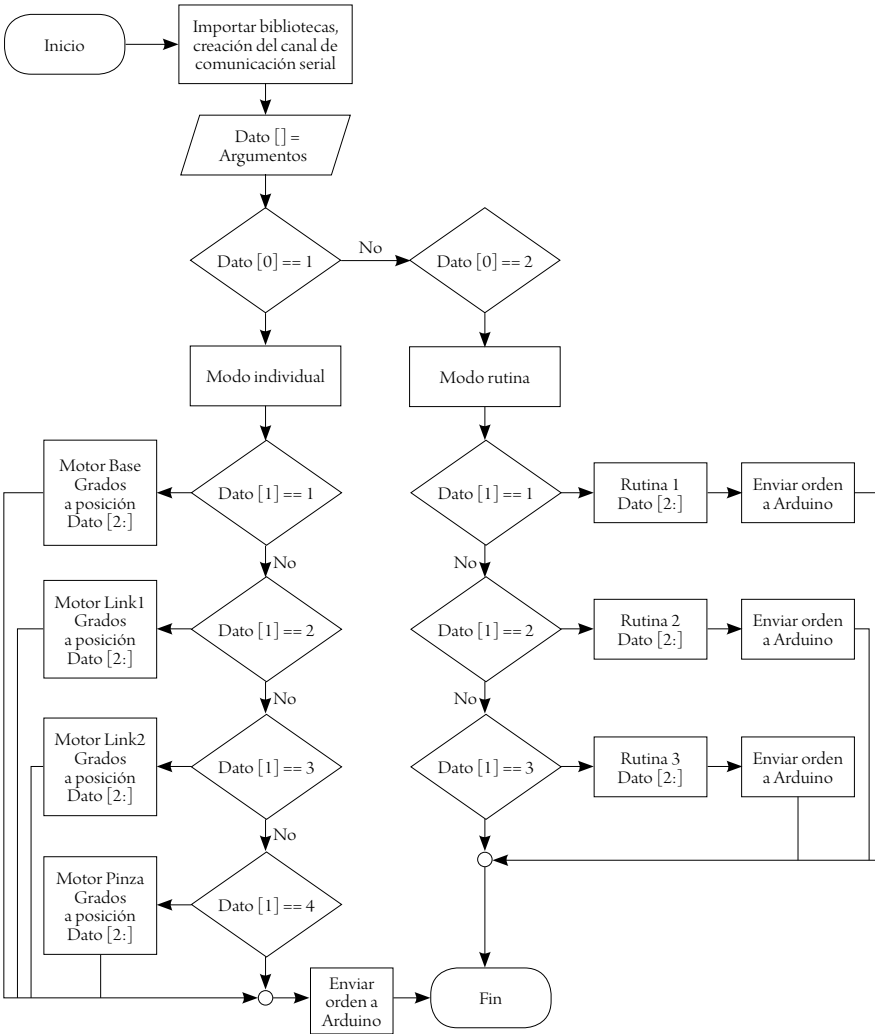 Inicio
Importar bibliotecas,
creación del canal de
comunicación serial
Dato [] =
Argumentos
Dato [0] == 1
No
Dato [0] == 2
Modo individual
Modo rutina
Motor Base
Grados
a posición
Dato [2:]
Dato [1] == 1
Dato [1] == 1
Rutina 1
Dato [2:]
Enviar orden
a Arduino
No
No
Motor Link1
Grados
a posición
Dato [2:]
Dato [1] == 2
Dato [1] == 2
Rutina 2
Dato [2:]
Enviar orden
a Arduino
No
No
Motor Link2
Grados
a posición
Dato [2:]
Dato [1] == 3
Dato [1] == 3
Rutina 3
Dato [2:]
Enviar orden
a Arduino
No
Motor Pinza
Grados
a posición
Dato [2:]
Dato [1] == 4
Enviar
orden a
Arduino
Fin